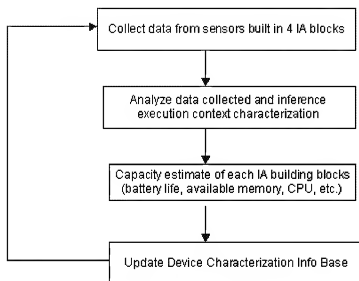 Collect data from sensors built in 4 IA blocks
Analyze data collected and inference
execution context characterization
Capacity estimate of each IA building blocks
(battery life, available memory, CPU, etc.)
Update Device Characterization Info Base